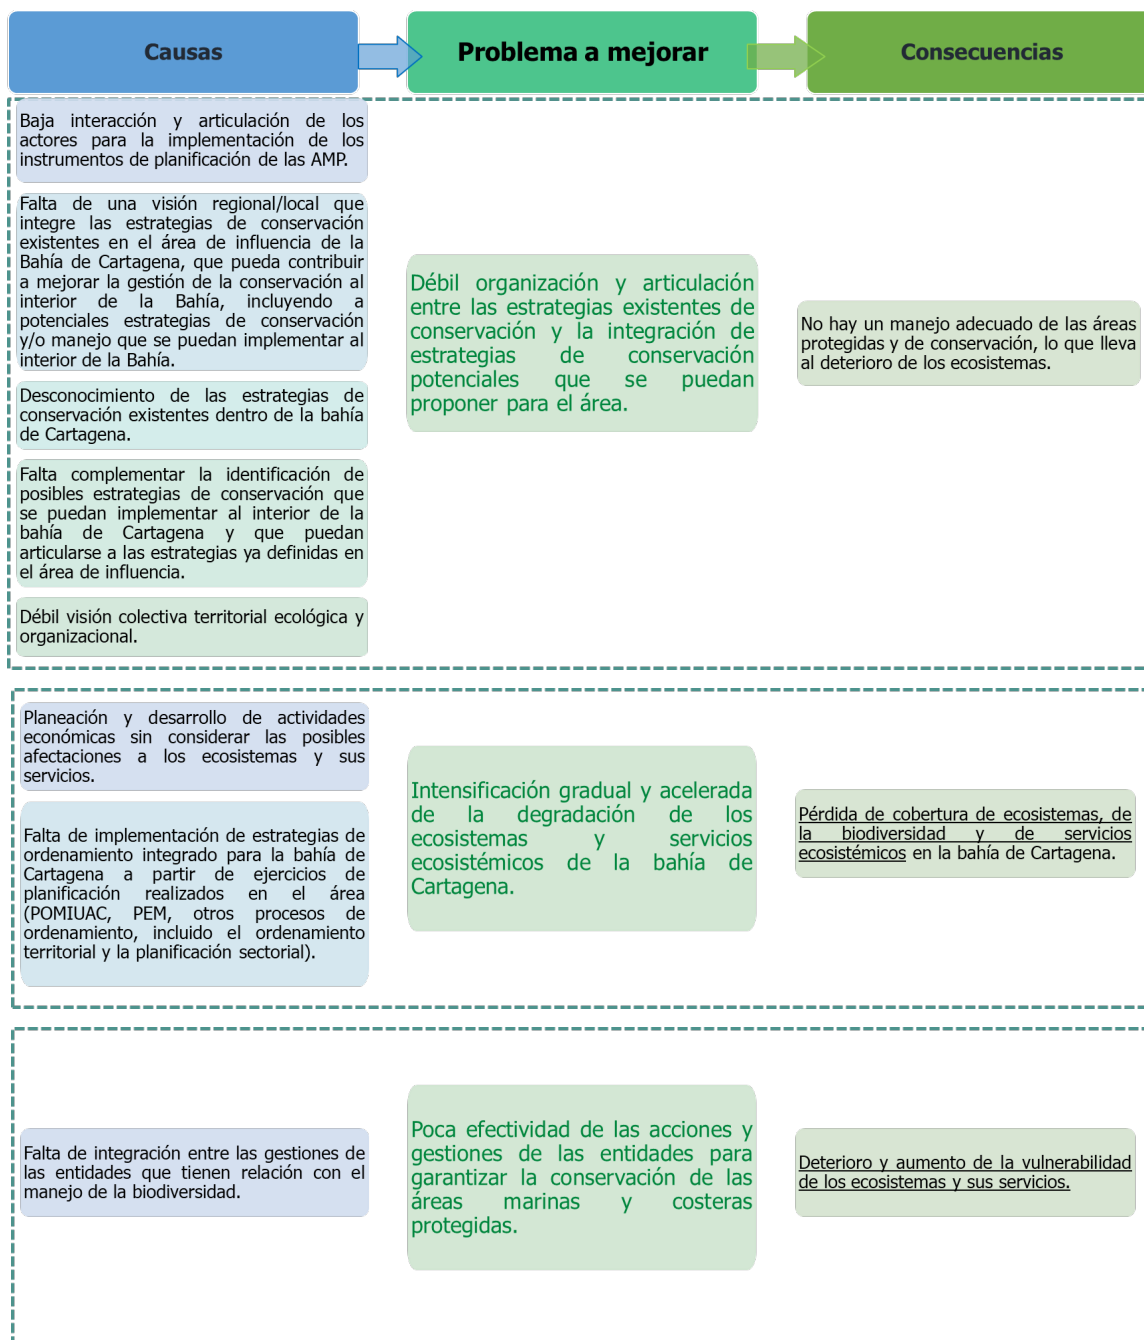 Causas
Problema a mejorar
Consecuencias
Baja interacción y articulación de los
actores para la implementación de los
instrumentos de planificación de las AMP.
Falta de una visión regional/local que
integre las estrategias de conservación
existentes en el área de influencia de la
Bahía de Cartagena, que pueda contribuir
a mejorar la gestión de la conservación al
interior de la Bahía, incluyendo a
potenciales estrategias de conservación
y/o manejo que se puedan implementar al
interior de la Bahía.
Desconocimiento de las estrategias de
conservación existentes dentro de la bahía
de Cartagena.
Falta complementar la identificación de
posibles estrategias de conservación que
se puedan implementar al interior de la
bahía de Cartagena y que puedan
articularse a las estrategias ya definidas en
el área de influencia.
Débil visión colectiva territorial ecológica y
organizacional.
Débil organización y articulación
entre las estrategias existentes de
conservación y la integración de
estrategias de conservación
potenciales que se puedan
proponer para el área.
No hay un manejo adecuado de las áreas
protegidas y de conservación, lo que lleva
al deterioro de los ecosistemas.
Planeación y desarrollo de actividades
económicas sin considerar las posibles
afectaciones a los ecosistemas y sus
servicios.
Falta de implementación de estrategias de
ordenamiento integrado para la bahía de
Cartagena a partir de ejercicios de
planificación realizados en el área
(POMIUAC, PEM, otros procesos de
ordenamiento, incluido el ordenamiento
territorial y la planificación sectorial).
Intensificación gradual y acelerada
de la degradación de los
ecosistemas y servicios
ecosistémicos de la bahía de
Cartagena.
Pérdida de cobertura de ecosistemas, de
la biodiversidad y de servicios
ecosistémicos en la bahía de Cartagena.
Falta de integración entre las gestiones de
las entidades que tienen relación con el
manejo de la biodiversidad.
Poca efectividad de las acciones y
gestiones de las entidades para
garantizar la conservación de las
áreas marinas y costeras
protegidas.
Deterioro y aumento de la vulnerabilidad
de los ecosistemas y sus servicios.